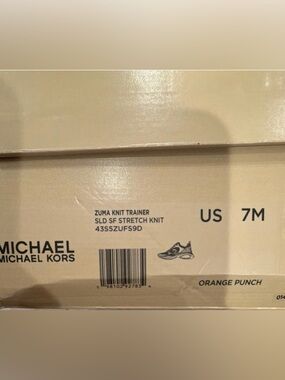 ZUMA KNIT TRAINER
SLD SF STRETCH KNIT
43S5ZUFS9D
US 7M
MICHAEL
MICHAEL KORS
ORANGE PUNCH